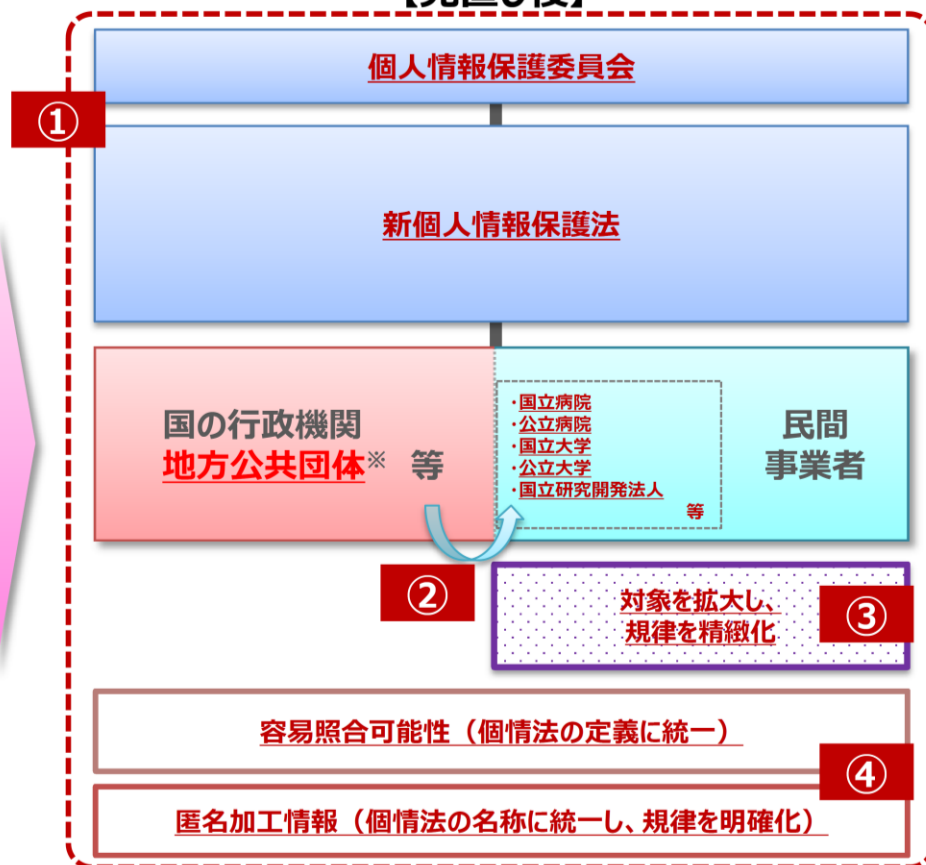 個人情報保護委員会
①
新個人情報保護法
国の行政機関
地方公共団体※ 等
・国立病院
・公立病院
・国立大学
・公立大学
・国立研究開発法人
等
民間
事業者
②
対象を拡大し、
規律を精緻化
③
容易照合可能性（個情法の定義に統一）
④
匿名加工情報（個情法の名称に統一し、規律を明確化）